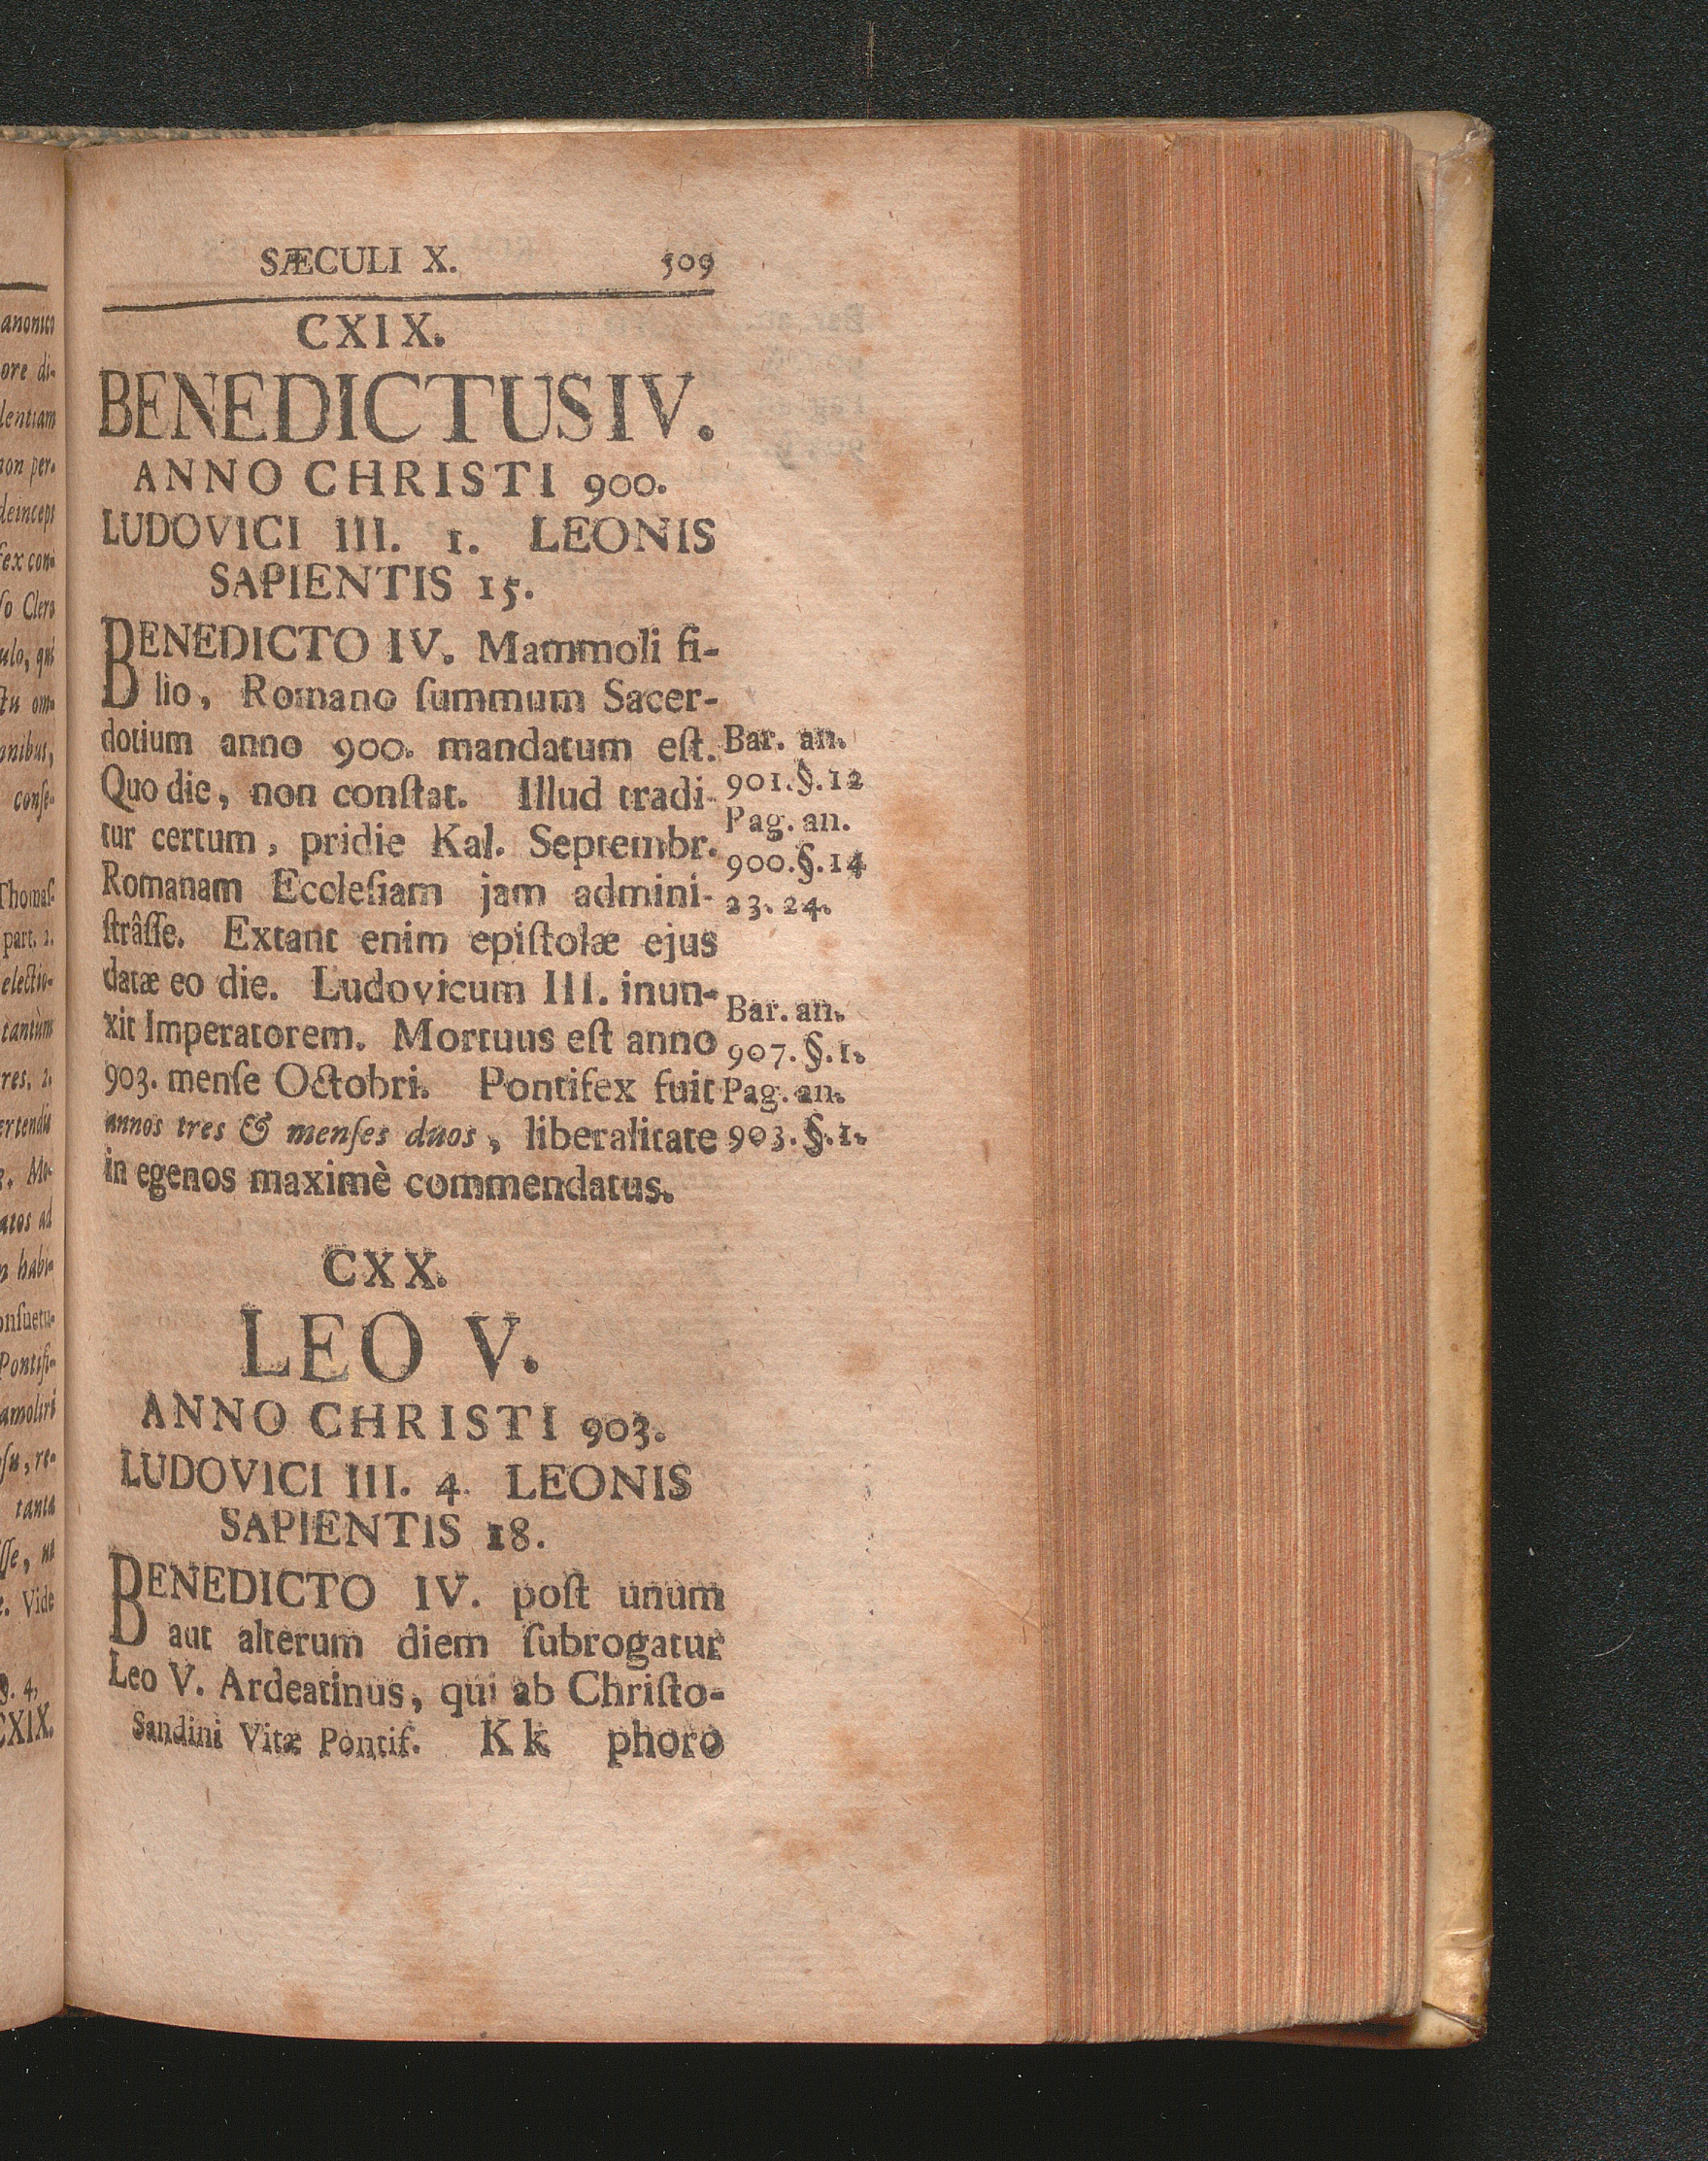 SÆCULI X. 509
CXIX.
BENEDICTUS IV.
ANNO CHRISTI 900.
LUDOVICI III. 1. LEONIS
SAPIENTIS 15.
BENEDICTO IV. Mammoli fi-
lio, Romano ſummum Sacer-
dotium anno 900. mandatum eſt.
Quo die, non conſtat. Illud tradi-
tur certum, pridie Kal. Septembr.
Romanam Eccleſiam jam admini-
ſtrâſſe. Extant enim epiſtolæ ejus
datæ eo die. Ludovicum III. inun-
xit Imperatorem. Mortuus eſt anno
903. menſe Octobri. Pontifex fuit
annos tres & menſes duos, liberalitate
in egenos maximè commendatus.
Bar. an.
901.§.12
Pag. an.
900.§.14
23. 24.
Bar. an.
907. §. 1.
Pag. an.
903. §. 1.
CXX.
LEO V.
ANNO CHRISTI 903.
LUDOVICI III. 4. LEONIS
SAPIENTIS 18.
BENEDICTO IV. poſt unum
aut alterum diem ſubrogatur
Leo V. Ardeatinus, qui ab Chriſto-
Sandini Vitæ Pontif. Kk phoro